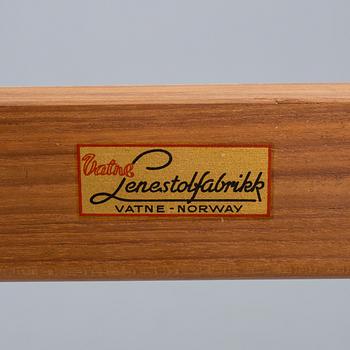 Vatne Lenestolfabrikk
VATNE - NORWAY